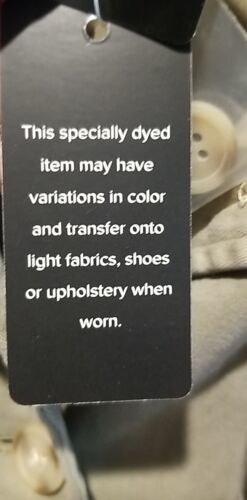 This specially dyed
item may have
variations in color
and transfer onto
light fabrics, shoes
or upholstery when
worn.